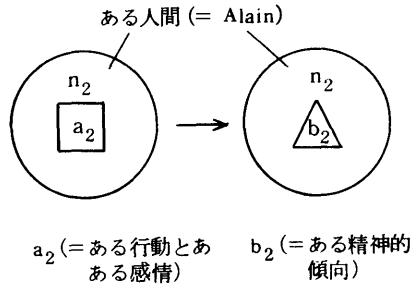 ある人間 (= Alain)
n₂
n₂
a₂
b₂
a₂ (=ある行動とあ
ある感情)
b₂ (=ある精神的
傾向)